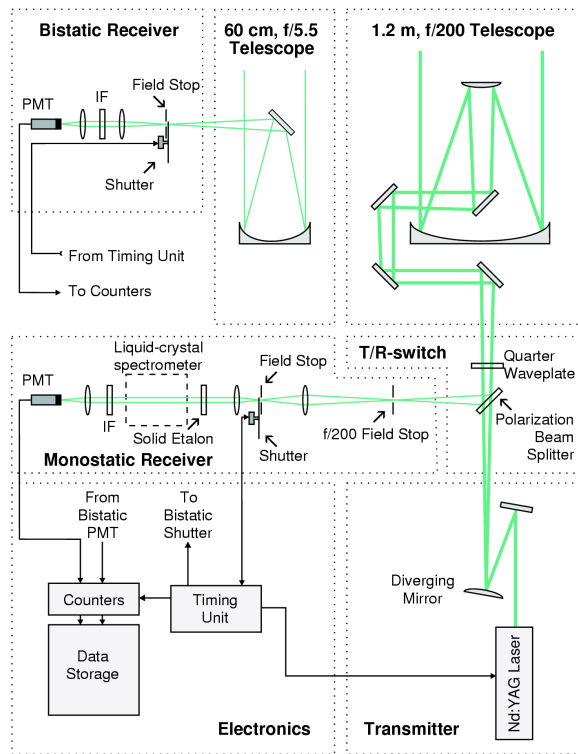 Bistatic Receiver
60 cm, f/5.5
Telescope
1.2 m, f/200 Telescope
Field Stop
IF
PMT
Shutter
From Timing Unit
To Counters
Liquid-crystal
spectrometer
Field Stop
T/R-switch
Quarter
Waveplate
PMT
IF
Solid Etalon
f/200 Field Stop
Polarization
Beam
Splitter
Monostatic Receiver
Shutter
From
Bistatic
PMT
To
Bistatic
Shutter
Diverging
Mirror
Counters
Timing
Unit
Data
Storage
Nd:YAG Laser
Electronics
Transmitter